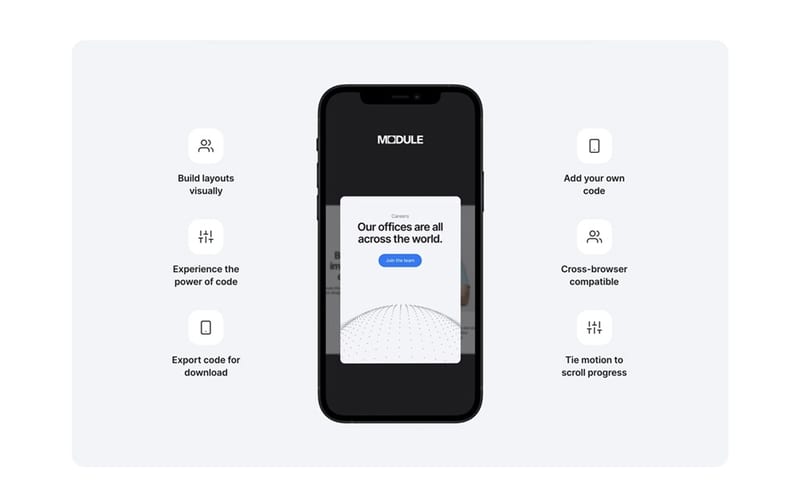 Build layouts
visually
Experience the
power of code
Export code for
download
MODULE
Careers
Our offices are all
across the world.
Join the team
Add your own
code
Cross-browser
compatible
Tie motion to
scroll progress